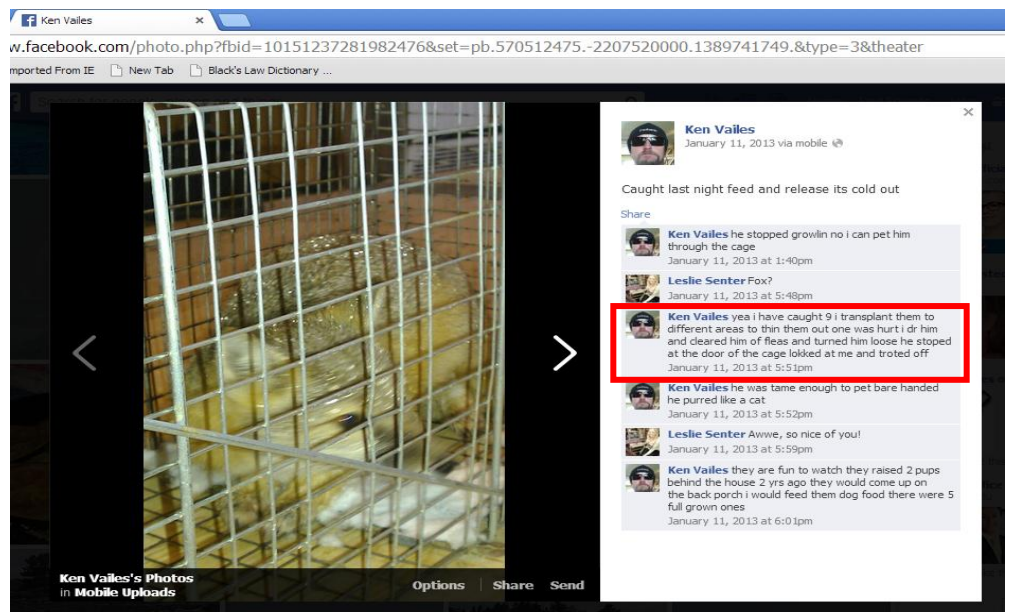 Ken Vailes
w.facebook.com/photo.php?fbid=10151237281982476&set=pb.570512475.-2207520000.1389741749.&type=3&theater
mported From IE New Tab Black's Law Dictionary ...
Ken Vailes
January 11, 2013 via mobile
Caught last night feed and release its cold out
Share
Ken Vailes he stopped growlin no i can pet him
through the cage
January 11, 2013 at 1:40pm
Leslie Senter Fox?
January 11, 2013 at 5:48pm
Ken Vailes yea i have caught 9 i transplant them to
different areas to thin them out one was hurt i dr him
and cleared him of fleas and turned him loose he stoped
at the door of the cage lokked at me and troted off
January 11, 2013 at 5:51pm
Ken Vailes he was tame enough to pet bare handed
he purred like a cat
January 11, 2013 at 5:52pm
Leslie Senter Awwe, so nice of you!
January 11, 2013 at 5:59pm
Ken Vailes they are fun to watch they raised 2 pups
behind the house 2 yrs ago they would come up on
the back porch i would feed them dog food there were 5
full grown ones
January 11, 2013 at 6:01pm
Ken Vailes's Photos
in Mobile Uploads
Options Share Send